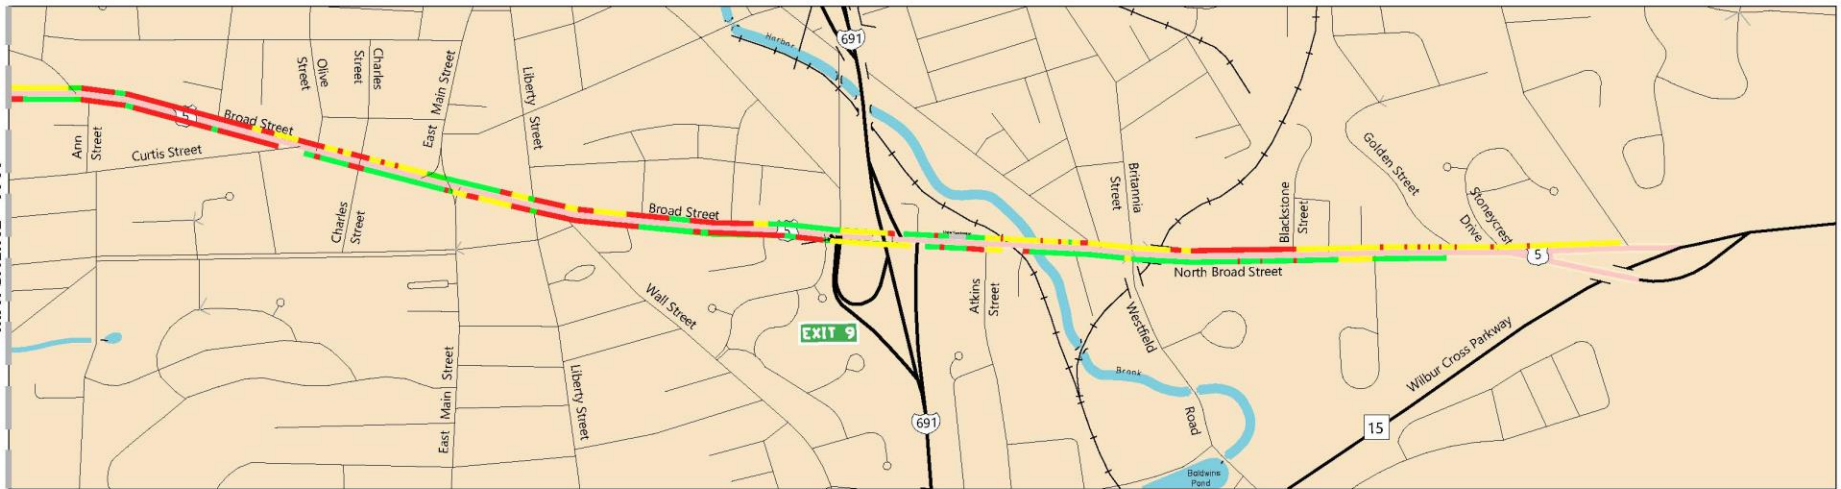 Harbor
691
Olive
Street
Charles
Street
East Main Street
Liberty
Street
5
Broad Street
Ann
Street
Curtis Street
Charles
Street
Broad Street
5
Britannia
Street
Blackstone
Street
Golden Street
Stoneycrest
Drive
5
North Broad Street
Atkins
Street
Wall Street
EXIT 9
Westfield
Road
Wilbur Cross Parkway
Brook
East Main Street
Liberty Street
691
15
Baldwins
Pond